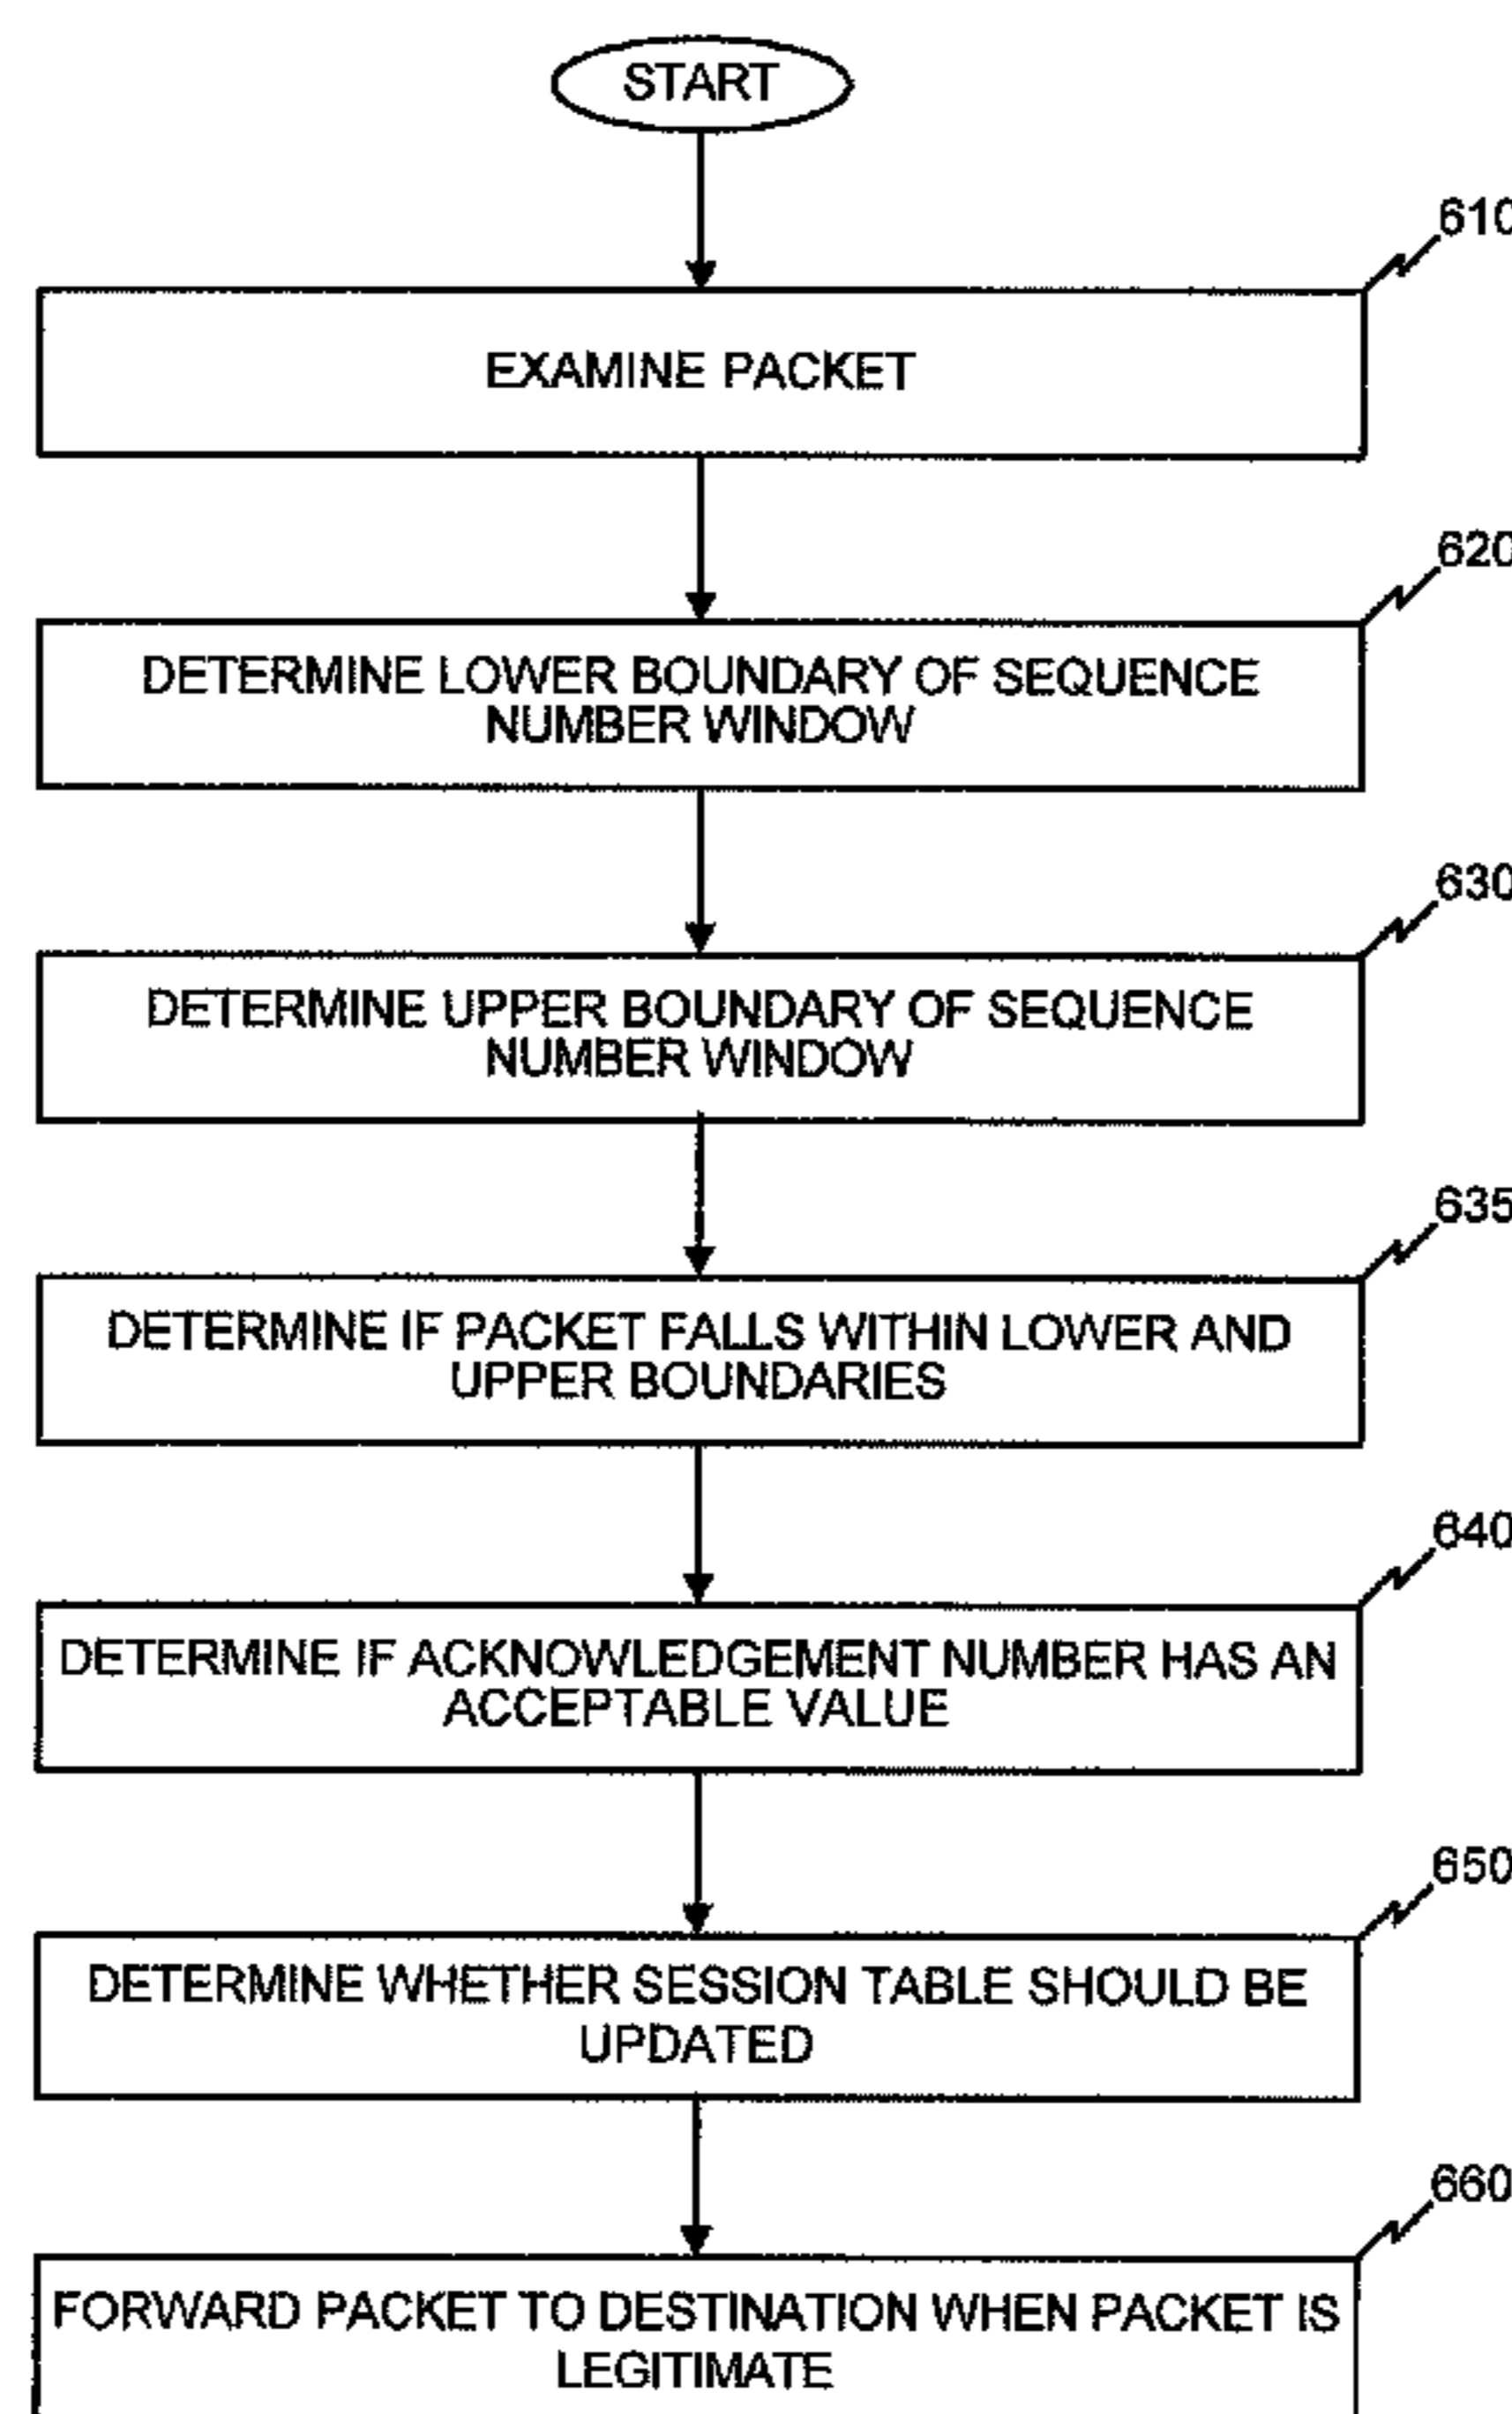 START
610
EXAMINE PACKET
620
DETERMINE LOWER BOUNDARY OF SEQUENCE
NUMBER WINDOW
630
DETERMINE UPPER BOUNDARY OF SEQUENCE
NUMBER WINDOW
635
DETERMINE IF PACKET FALLS WITHIN LOWER AND
UPPER BOUNDARIES
640
DETERMINE IF ACKNOWLEDGEMENT NUMBER HAS AN
ACCEPTABLE VALUE
650
DETERMINE WHETHER SESSION TABLE SHOULD BE
UPDATED
660
FORWARD PACKET TO DESTINATION WHEN PACKET IS
LEGITIMATE